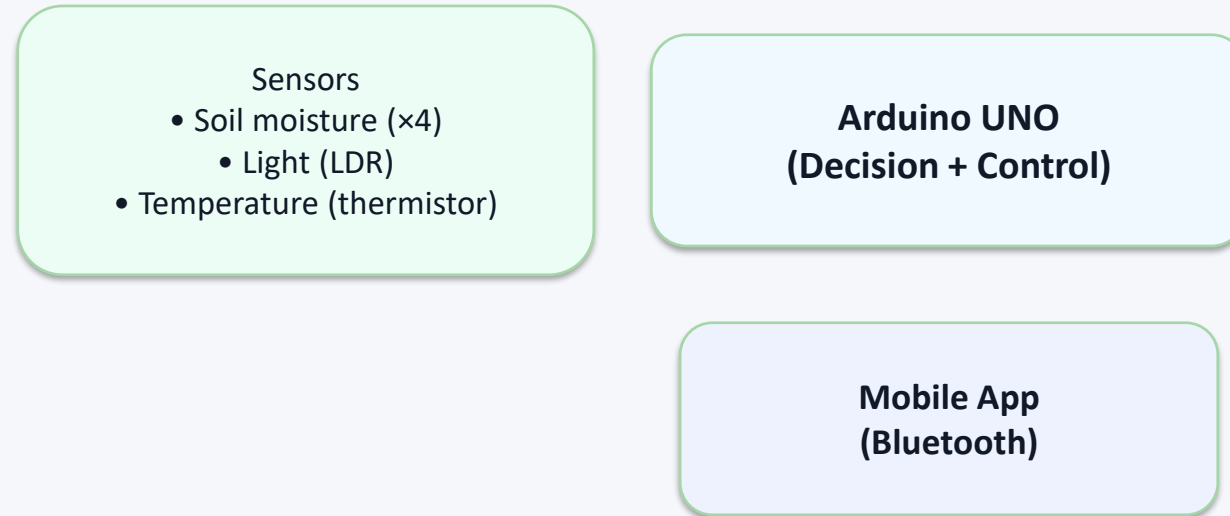 Sensors
• Soil moisture (×4)
• Light (LDR)
• Temperature (thermistor)
Arduino UNO
(Decision + Control)
Mobile App
(Bluetooth)